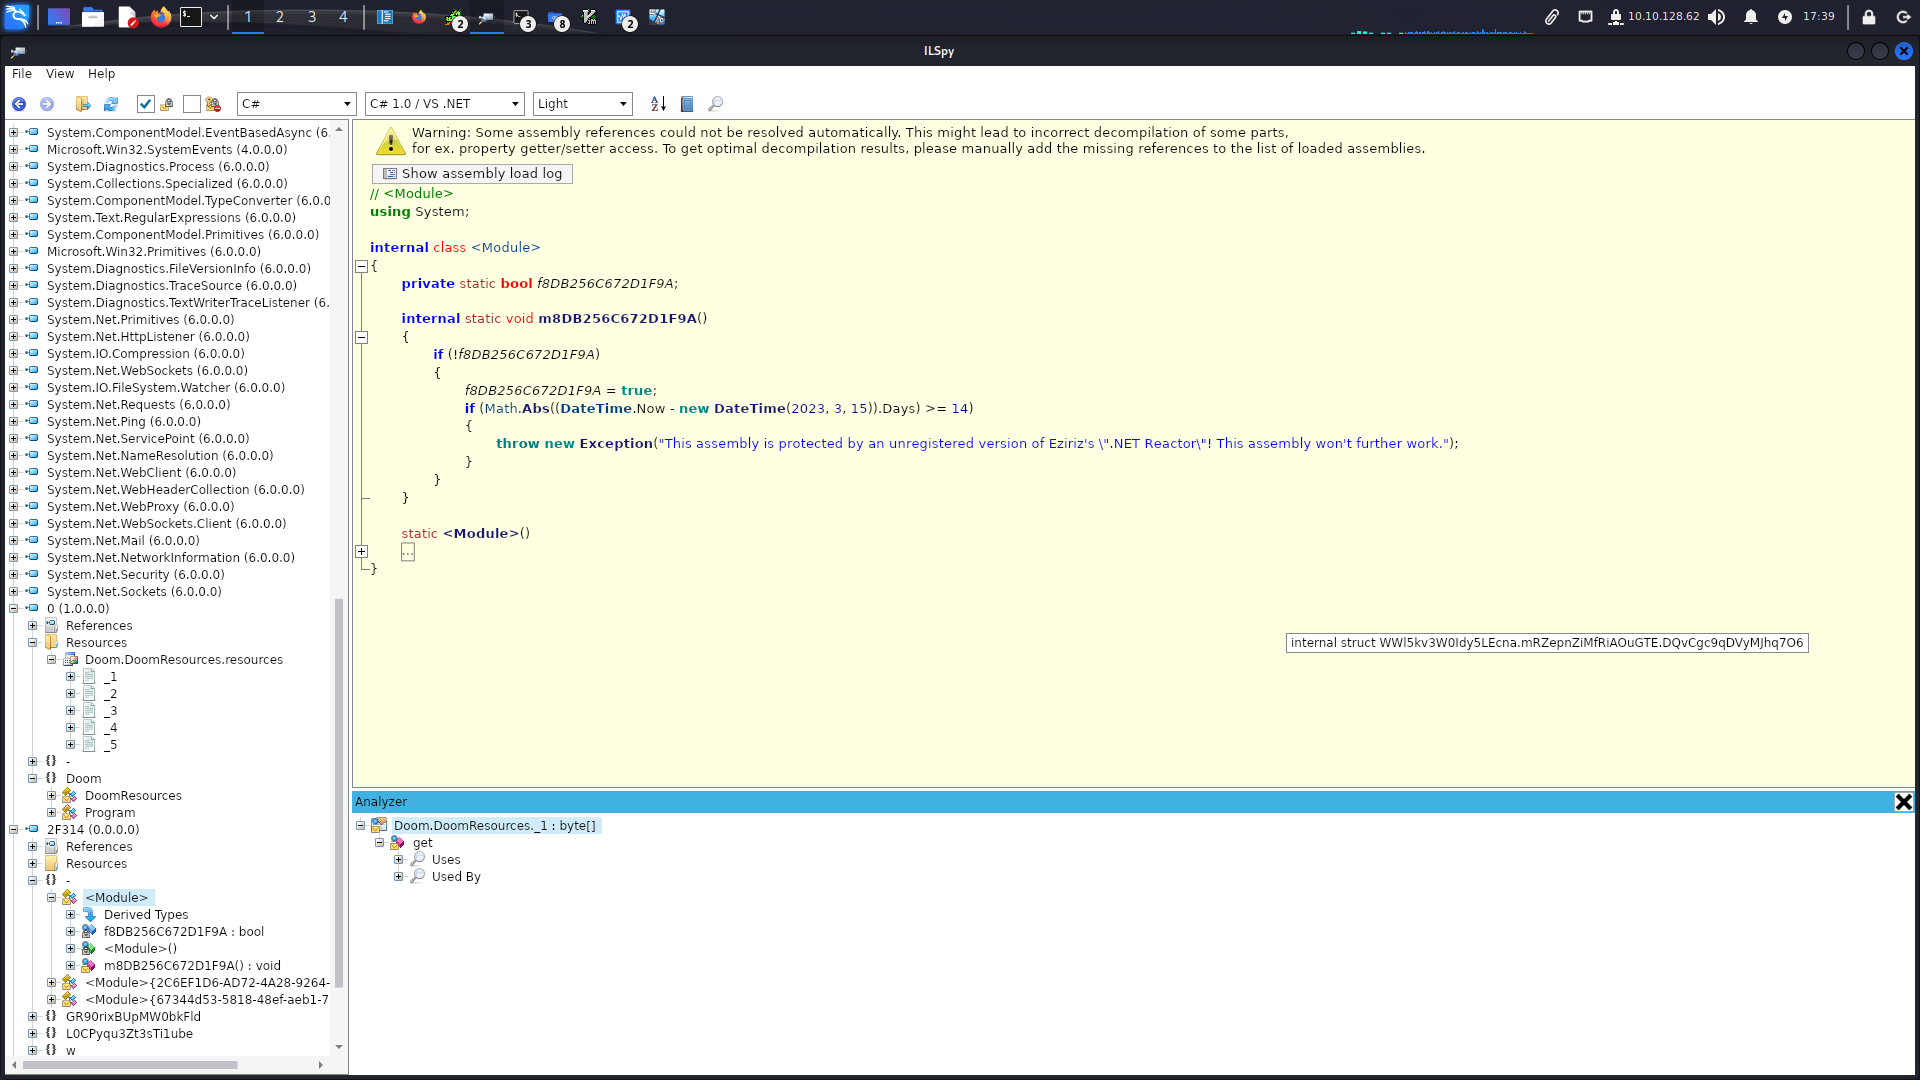 1 2 3 4 2 3 8 2 10.10.128.62 17:39
ILSpy
File View Help
C# C# 1.0 / VS .NET Light
System.ComponentModel.EventBasedAsync (6.
Microsoft.Win32.SystemEvents (4.0.0.0)
System.Diagnostics.Process (6.0.0.0)
System.Collections.Specialized (6.0.0.0)
System.ComponentModel.TypeConverter (6.0.0
System.Text.RegularExpressions (6.0.0.0)
System.ComponentModel.Primitives (6.0.0.0)
Microsoft.Win32.Primitives (6.0.0.0)
System.Diagnostics.FileVersionInfo (6.0.0.0)
System.Diagnostics.TraceSource (6.0.0.0)
System.Diagnostics.TextWriterTraceListener (6.
System.Net.Primitives (6.0.0.0)
System.Net.HttpListener (6.0.0.0)
System.IO.Compression (6.0.0.0)
System.Net.WebSockets (6.0.0.0)
System.IO.FileSystem.Watcher (6.0.0.0)
System.Net.Requests (6.0.0.0)
System.Net.Ping (6.0.0.0)
System.Net.ServicePoint (6.0.0.0)
System.Net.NameResolution (6.0.0.0)
System.Net.WebClient (6.0.0.0)
System.Net.WebHeaderCollection (6.0.0.0)
System.Net.WebProxy (6.0.0.0)
System.Net.WebSockets.Client (6.0.0.0)
System.Net.Mail (6.0.0.0)
System.Net.NetworkInformation (6.0.0.0)
System.Net.Security (6.0.0.0)
System.Net.Sockets (6.0.0.0)
0 (1.0.0.0)
References
Resources
Doom.DoomResources.resources
_1
_2
_3
_4
_5
{} -
{} Doom
DoomResources
Program
2F314 (0.0.0.0)
References
Resources
{} -
<Module>
Derived Types
f8DB256C672D1F9A : bool
<Module>()
m8DB256C672D1F9A() : void
<Module>{2C6EF1D6-AD72-4A28-9264-
<Module>{67344d53-5818-48ef-aeb1-7
{} GR90rixBUpMW0bkFld
{} L0CPyqu3Zt3sTi1ube
{} w
Warning: Some assembly references could not be resolved automatically. This might lead to incorrect decompilation of some parts,
for ex. property getter/setter access. To get optimal decompilation results, please manually add the missing references to the list of loaded assemblies.
Show assembly load log
// <Module>
using System;
internal class <Module>
{
private static bool f8DB256C672D1F9A;
internal static void m8DB256C672D1F9A()
{
if (!f8DB256C672D1F9A)
{
f8DB256C672D1F9A = true;
if (Math.Abs((DateTime.Now - new DateTime(2023, 3, 15)).Days) >= 14)
{
throw new Exception("This assembly is protected by an unregistered version of Eziriz's \".NET Reactor\"! This assembly won't further work.");
}
}
}
static <Module>()
...
}
internal struct WWl5kv3W0Idy5LEcna.mRZepnZiMfRiAOuGTE.DQvCgc9qDVyMJhq7O6
Analyzer
Doom.DoomResources._1 : byte[]
get
Uses
Used By